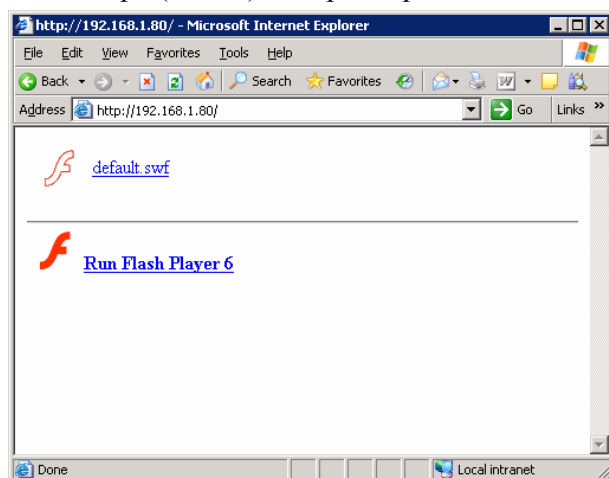 http://192.168.1.80/ - Microsoft Internet Explorer
File Edit View Favorites Tools Help
Back Search Favorites
Address http://192.168.1.80/ Go Links »
default.swf
Run Flash Player 6
Done Local intranet